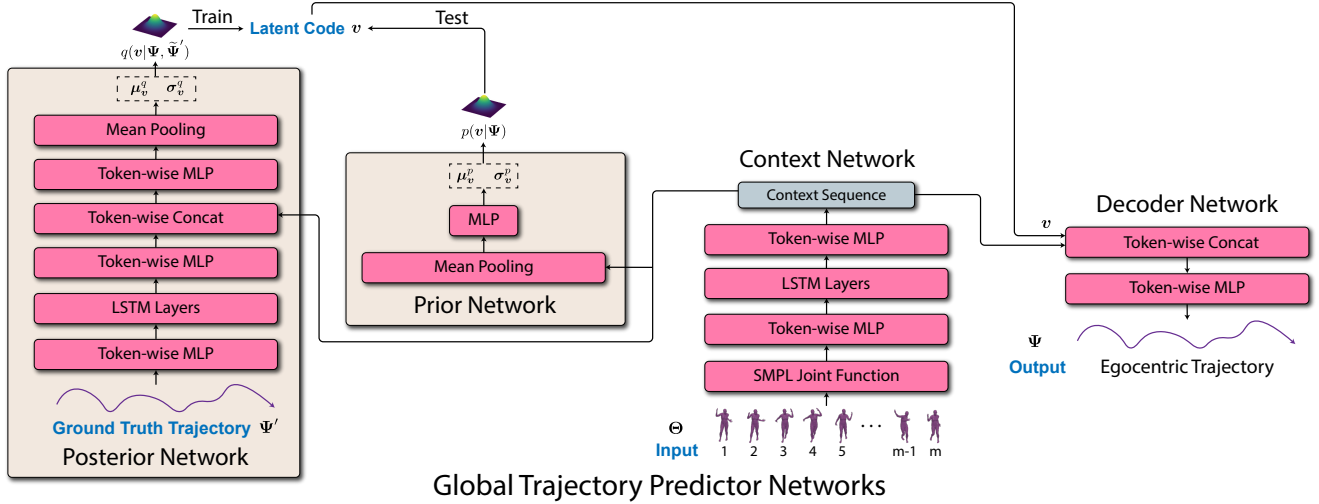 Train
Latent Code v
Test
q(v|Ψ, Ψ̃′)
μ_v^q σ_v^q
Mean Pooling
Token-wise MLP
Token-wise Concat
Token-wise MLP
LSTM Layers
Token-wise MLP
Ground Truth Trajectory Ψ′
Posterior Network
p(v|Ψ)
μ_v^p σ_v^p
MLP
Mean Pooling
Prior Network
Context Network
Context Sequence
Token-wise MLP
LSTM Layers
Token-wise MLP
SMPL Joint Function
Θ
Input
1 2 3 4 5 ··· m-1 m
Decoder Network
v
Token-wise Concat
Token-wise MLP
Ψ
Output
Egocentric Trajectory
Global Trajectory Predictor Networks